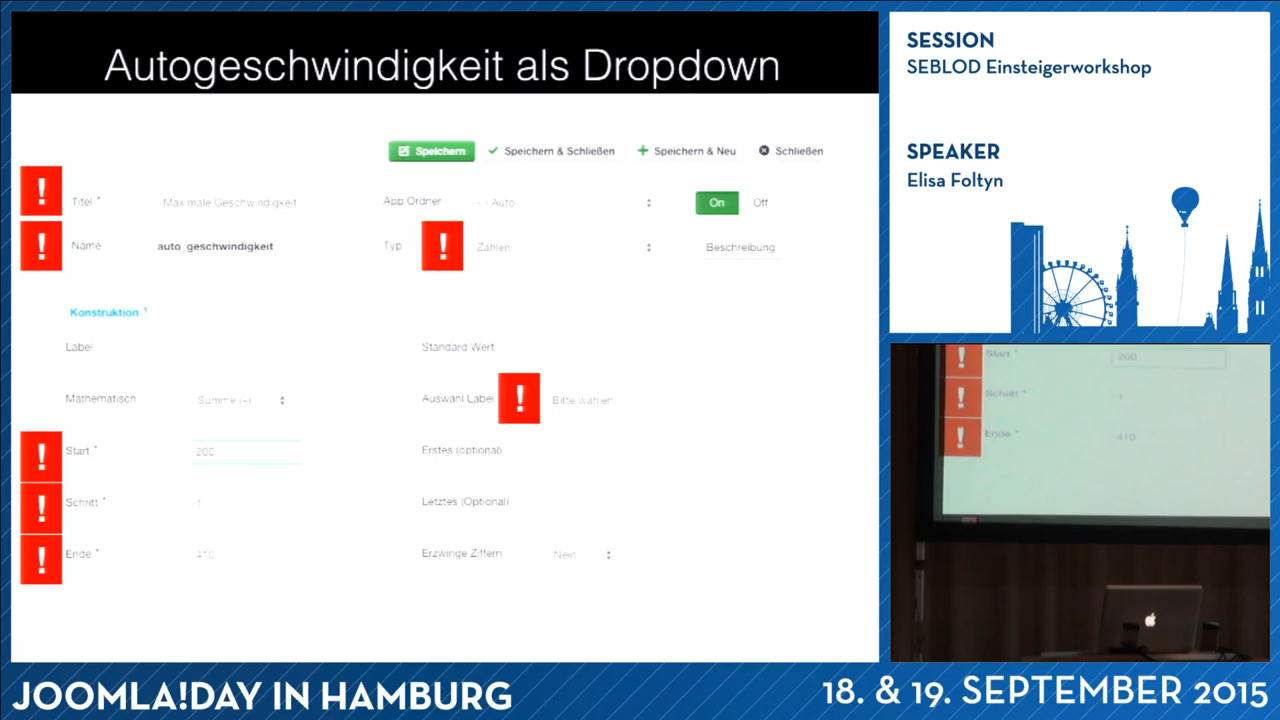 Autogeschwindigkeit als Dropdown
Speichern
Speichern & Schließen
Speichern & Neu
Schließen
Titel *
Maximale Geschwindigkeit
App Ordner
- - Auto
On
Off
Name
auto_geschwindigkeit
Typ
Zahlen
Beschreibung
Konstruktion
Label
Standard Wert
Mathematisch
Summe (+)
Auswahl Label
Bitte wählen
Start *
200
Erstes (optional)
Schritt *
1
Letztes (Optional)
Ende *
410
Erzwinge Ziffern
Nein
SESSION
SEBLOD Einsteigerworkshop
SPEAKER
Elisa Foltyn
Start *
200
Schritt *
1
Ende *
410
JOOMLA!DAY IN HAMBURG
18. & 19. SEPTEMBER 2015